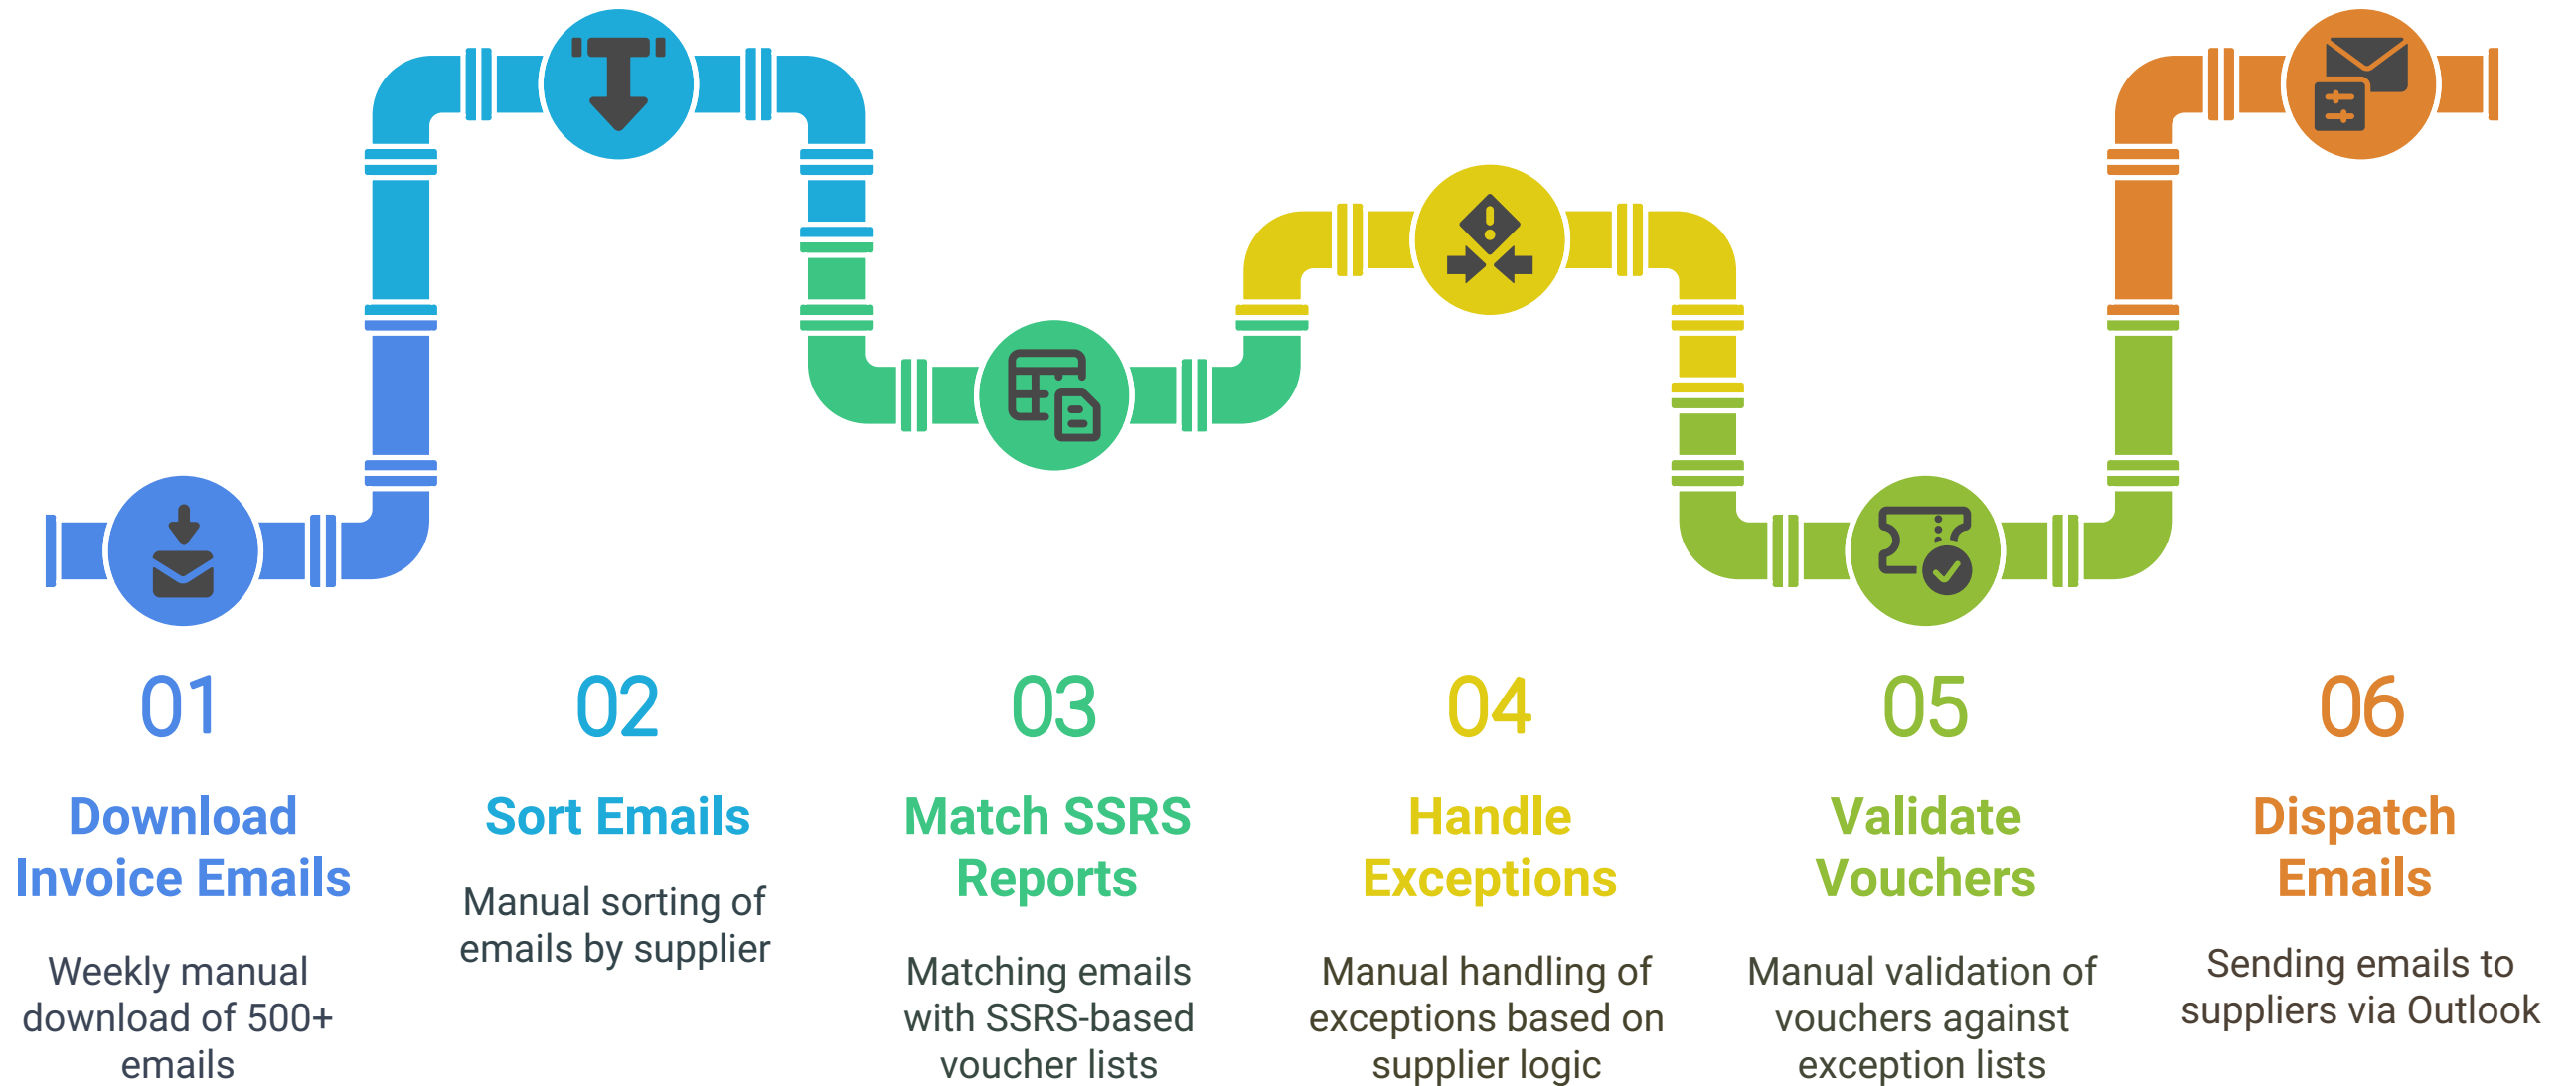 01
Download
Invoice Emails
Weekly manual
download of 500+
emails
02
Sort Emails
Manual sorting of
emails by supplier
03
Match SSRS
Reports
Matching emails
with SSRS-based
voucher lists
04
Handle
Exceptions
Manual handling of
exceptions based on
supplier logic
05
Validate
Vouchers
Manual validation of
vouchers against
exception lists
06
Dispatch
Emails
Sending emails to
suppliers via Outlook